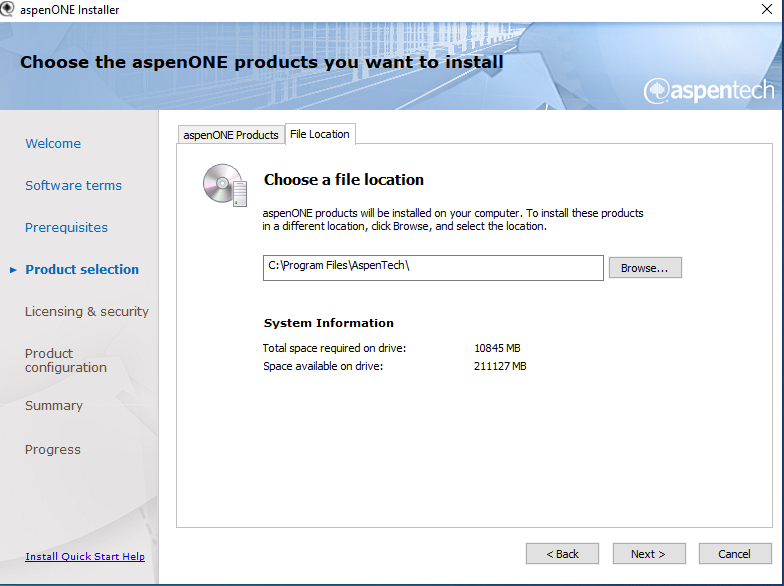 aspenONE Installer
Choose the aspenONE products you want to install
aspentech
Welcome
Software terms
Prerequisites
Product selection
Licensing & security
Product
configuration
Summary
Progress
Install Quick Start Help
aspenONE Products
File Location
Choose a file location
aspenONE products will be installed on your computer. To install these products
in a different location, click Browse, and select the location.
C:\Program Files\AspenTech\
Browse...
System Information
Total space required on drive: 10845 MB
Space available on drive: 211127 MB
< Back
Next >
Cancel